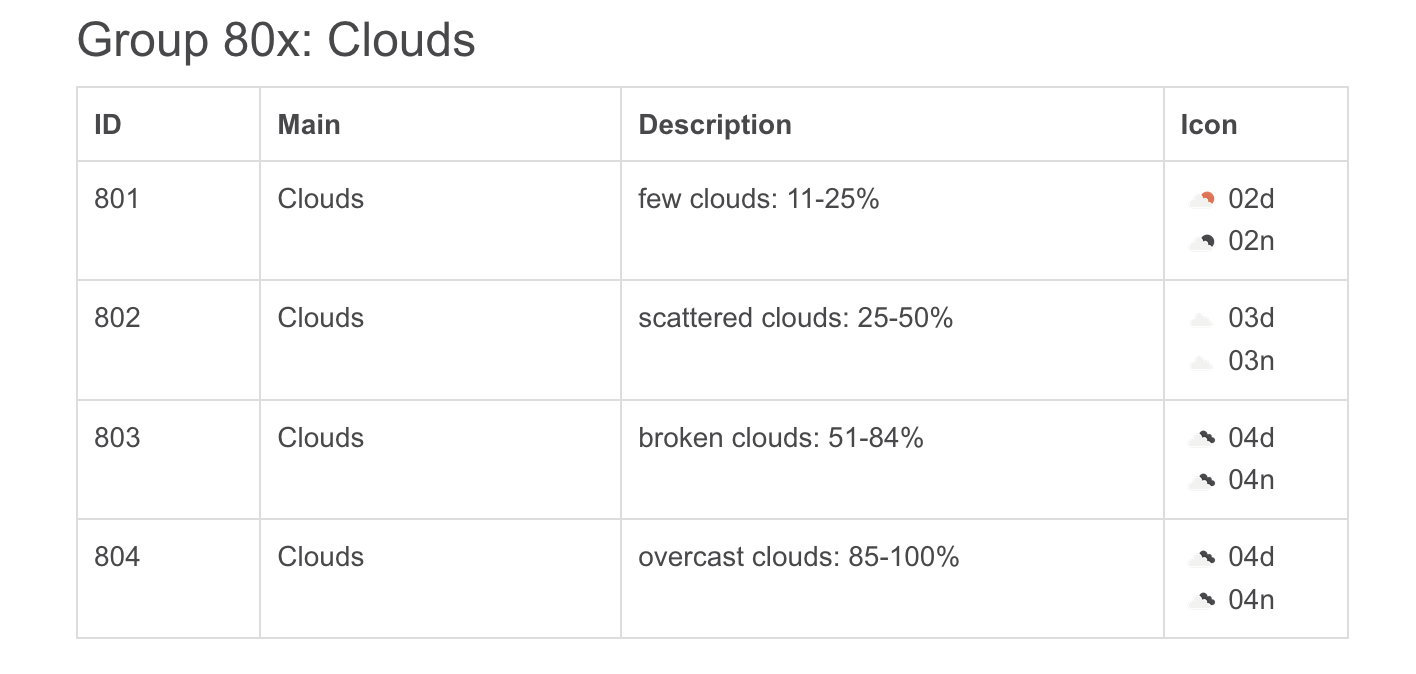 Group 80x: Clouds
ID Main Description Icon
801 Clouds few clouds: 11-25% 02d
02n
802 Clouds scattered clouds: 25-50% 03d
03n
803 Clouds broken clouds: 51-84% 04d
04n
804 Clouds overcast clouds: 85-100% 04d
04n